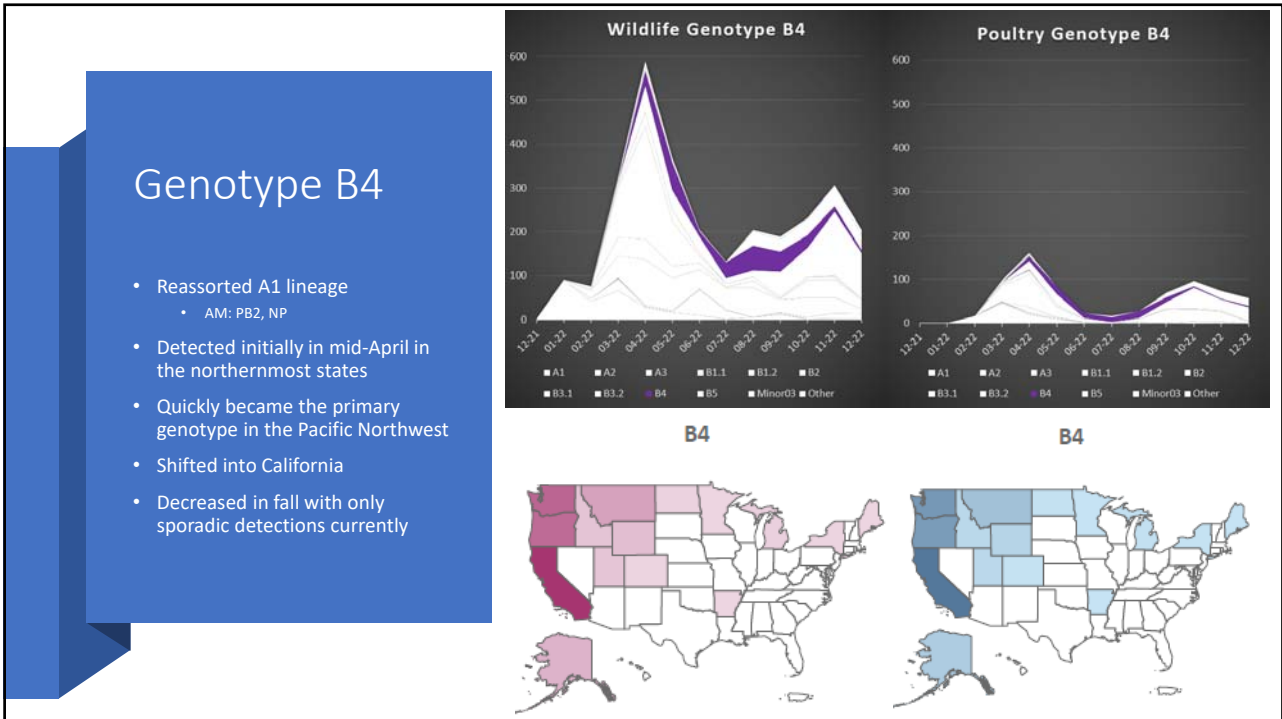 Genotype B4
• Reassorted A1 lineage
• AM: PB2, NP
• Detected initially in mid-April in
the northernmost states
• Quickly became the primary
genotype in the Pacific Northwest
• Shifted into California
• Decreased in fall with only
sporadic detections currently
Wildlife Genotype B4
600
500
400
300
200
100
0
12-21
01-22
02-22
03-22
04-22
05-22
06-22
07-22
08-22
09-22
10-22
11-22
12-22
A1 A2 A3 B1.1 B1.2 B2
B3.1 B3.2 B4 B5 Minor03 Other
Poultry Genotype B4
600
500
400
300
200
100
0
12-21
01-22
02-22
03-22
04-22
05-22
06-22
07-22
08-22
09-22
10-22
11-22
12-22
A1 A2 A3 B1.1 B1.2 B2
B3.1 B3.2 B4 B5 Minor03 Other
B4
B4